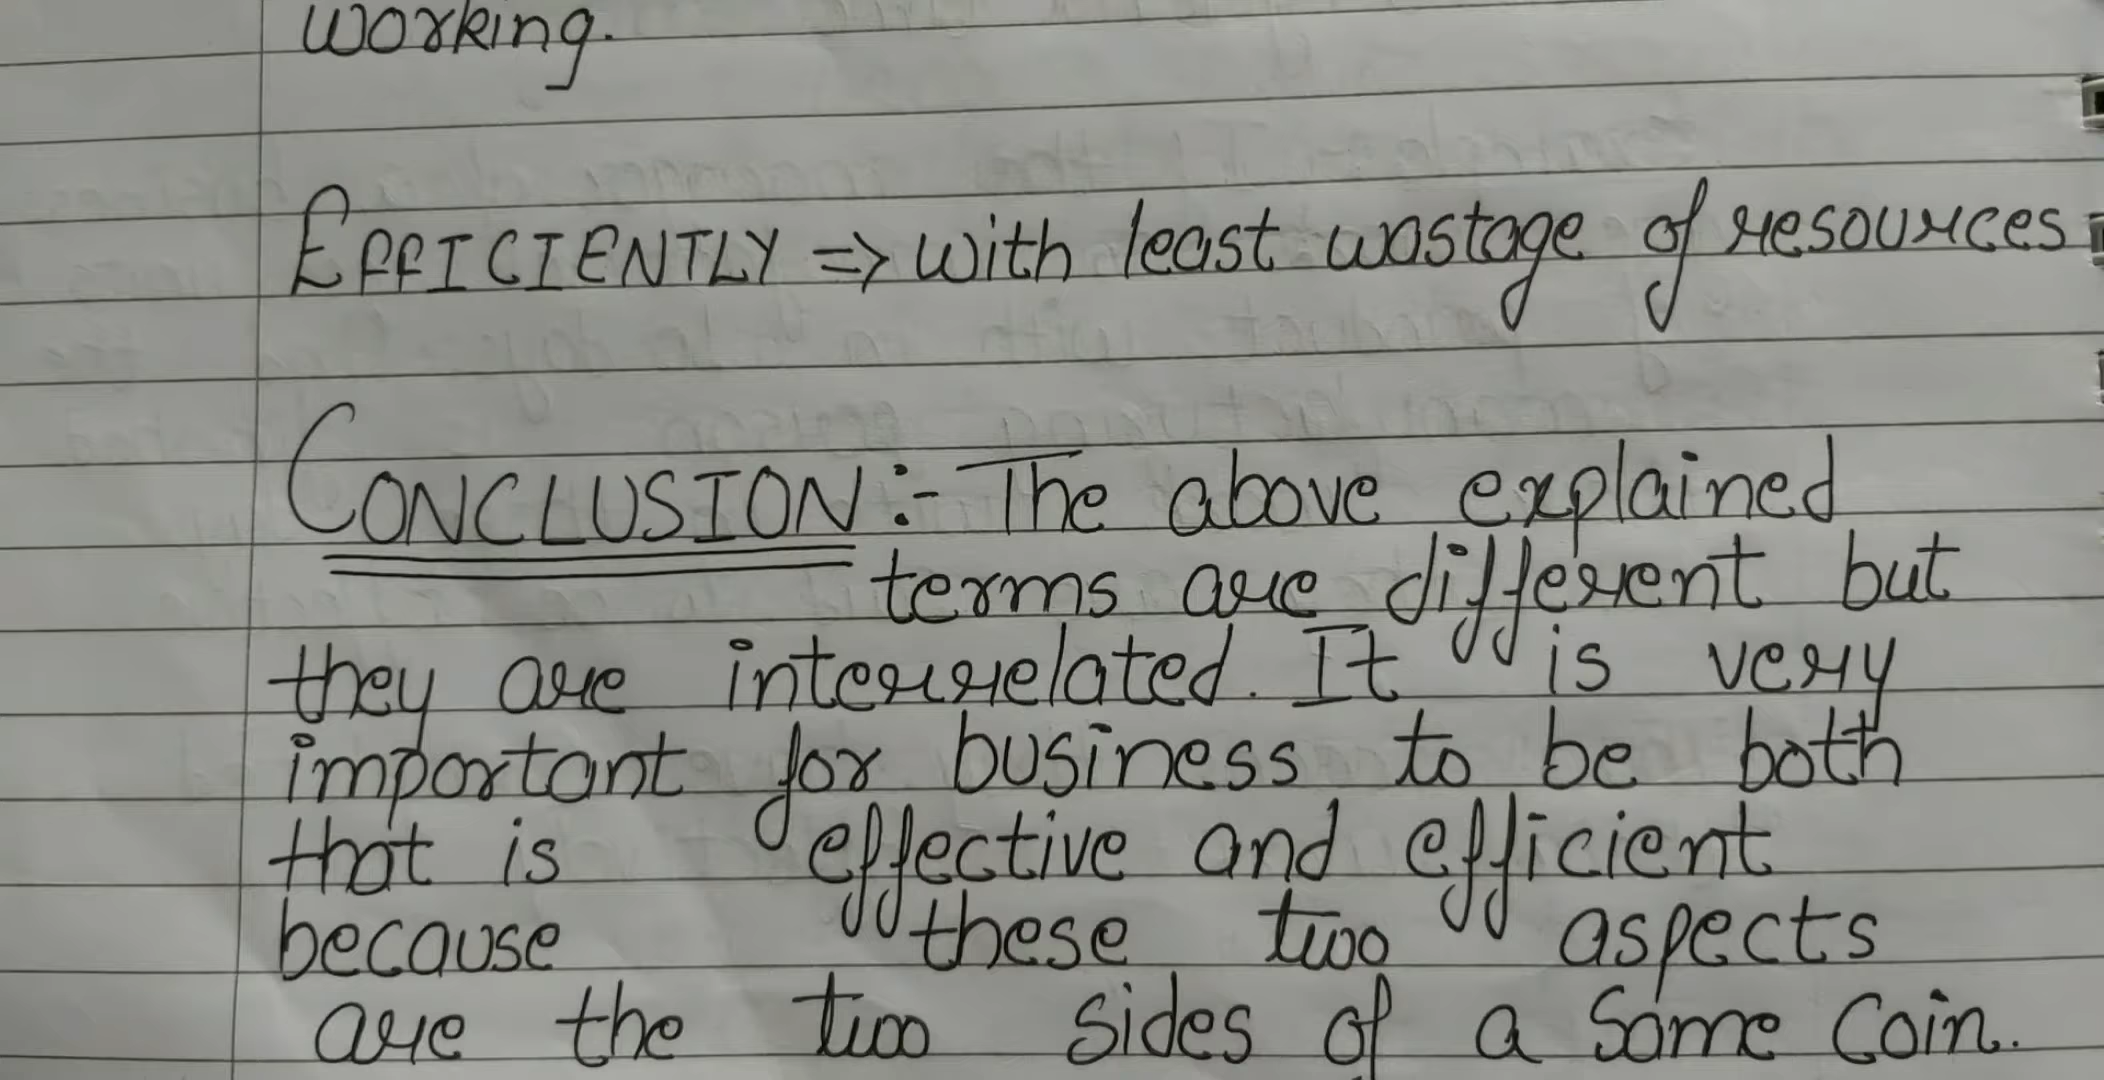 working.
EFFICIENTLY => with least wastage of resources
CONCLUSION :- The above explained
terms are different but
they are interrelated. It is very
important for business to be both
that is effective and efficient
because these two aspects
are the two sides of a same coin.